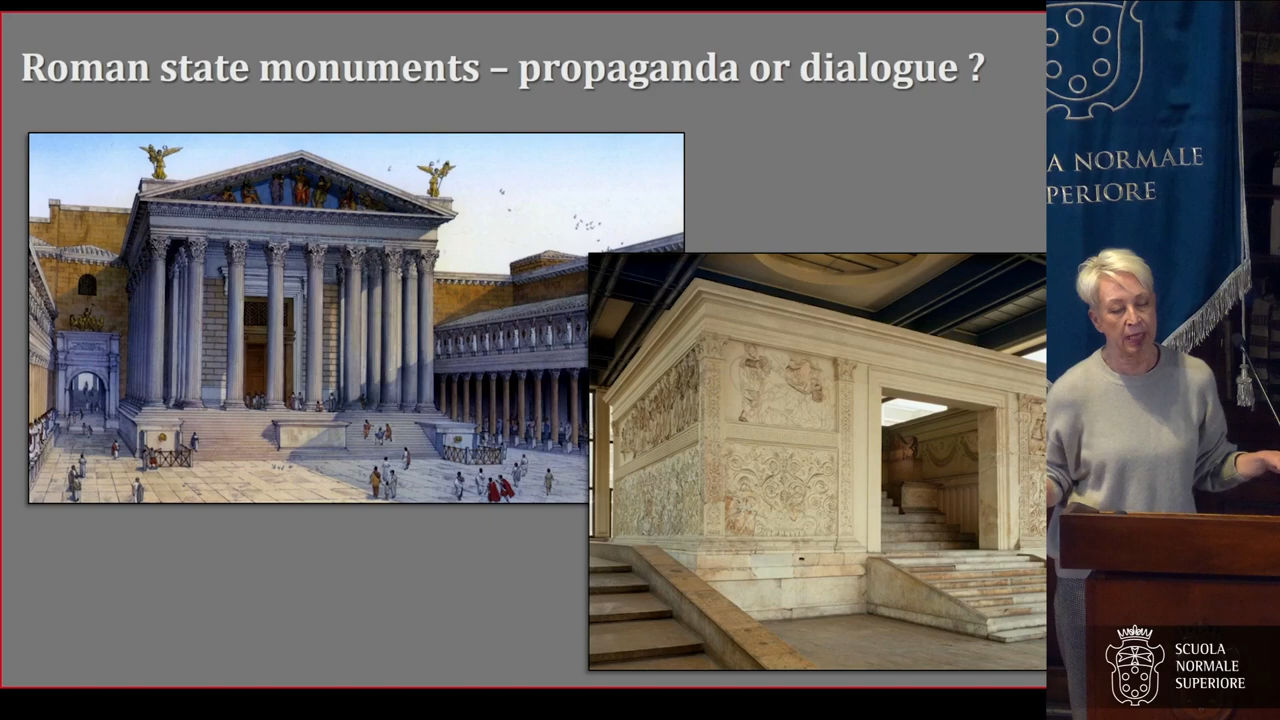 Roman state monuments – propaganda or dialogue ?
A NORMALE
PERIORE
SCUOLA
NORMALE
SUPERIORE